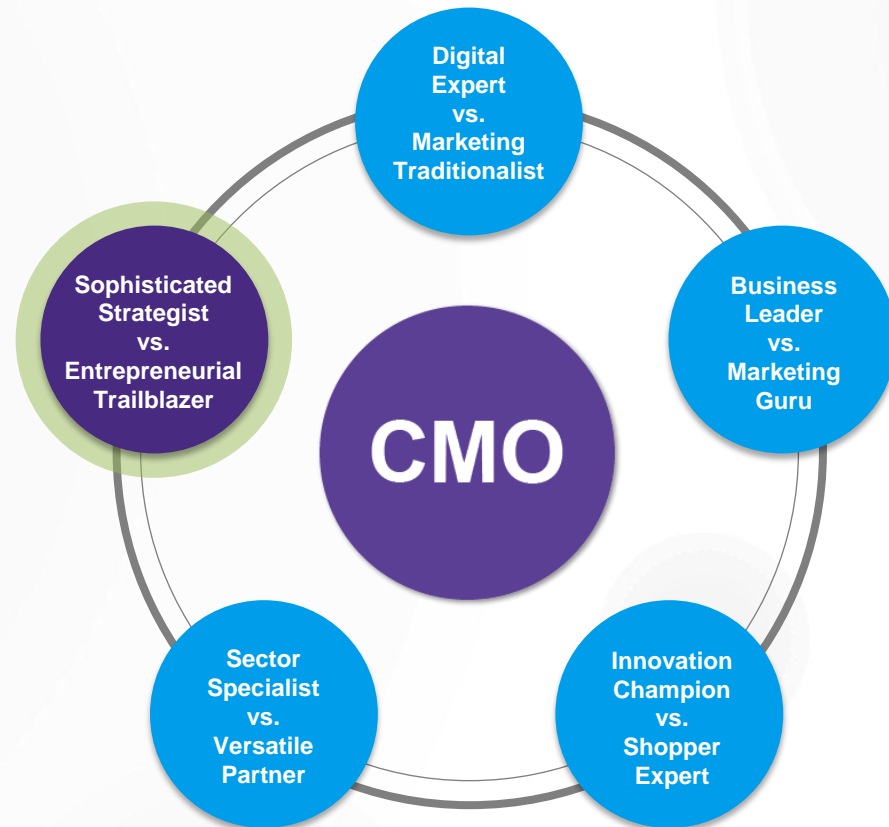 Digital
Expert
vs.
Marketing
Traditionalist
Sophisticated
Strategist
vs.
Entrepreneurial
Trailblazer
Business
Leader
vs.
Marketing
Guru
CMO
Sector
Specialist
vs.
Versatile
Partner
Innovation
Champion
vs.
Shopper
Expert